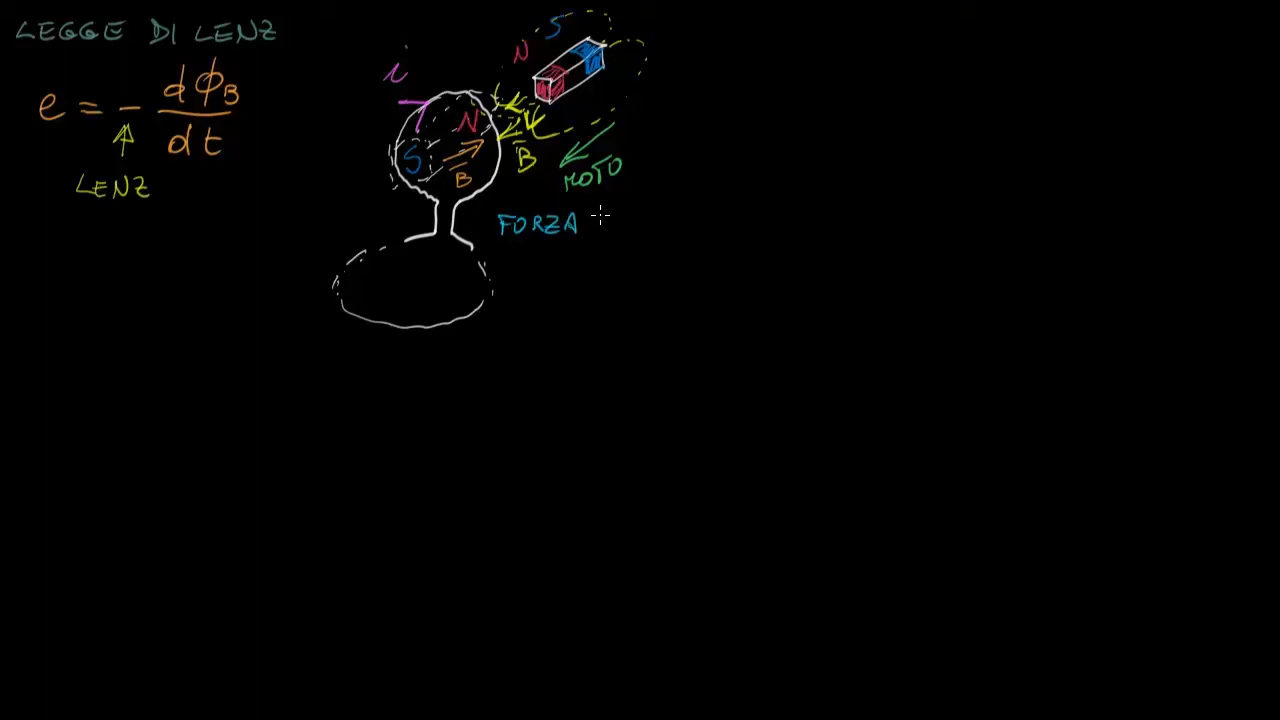 LEGGE DI LENZ
e = - dϕB
dt
LENZ
i
N
S
N
S
B
B
MOTO
FORZA